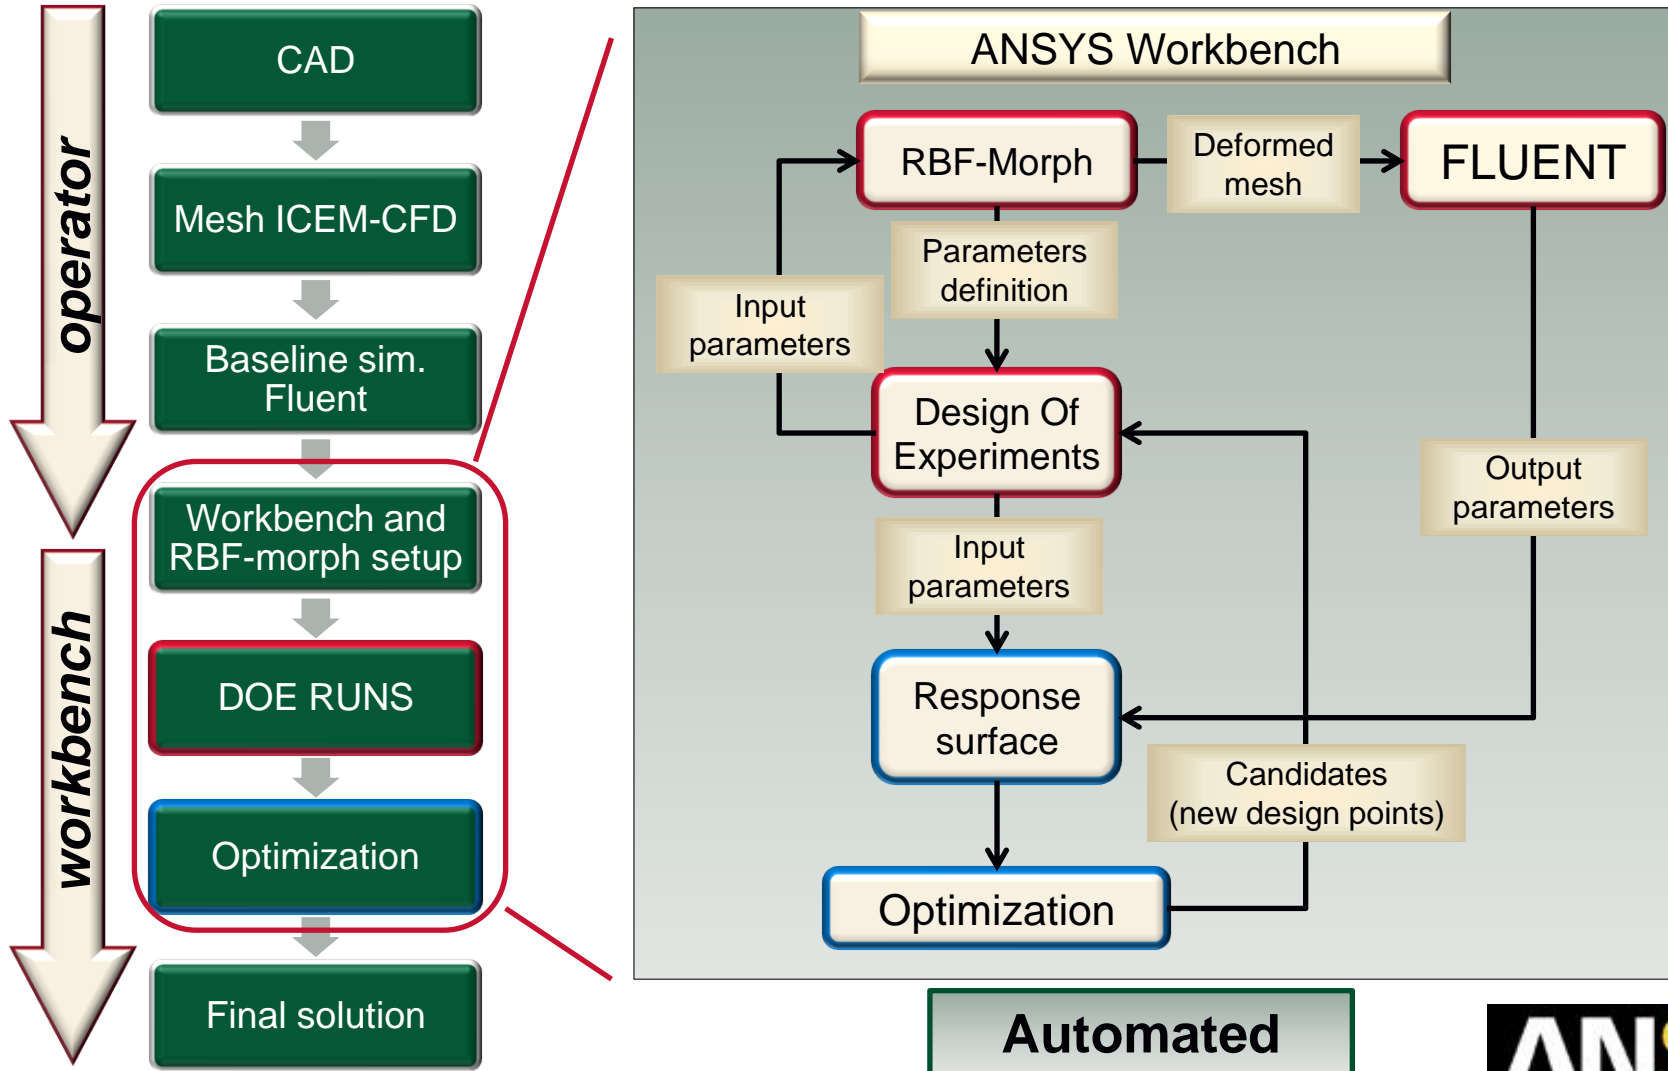 operator
workbench
CAD
Mesh ICEM-CFD
Baseline sim.
Fluent
Workbench and
RBF-morph setup
DOE RUNS
Optimization
Final solution
ANSYS Workbench
RBF-Morph
Deformed
mesh
FLUENT
Parameters
definition
Input
parameters
Design Of
Experiments
Output
parameters
Input
parameters
Response
surface
Candidates
(new design points)
Optimization
Automated